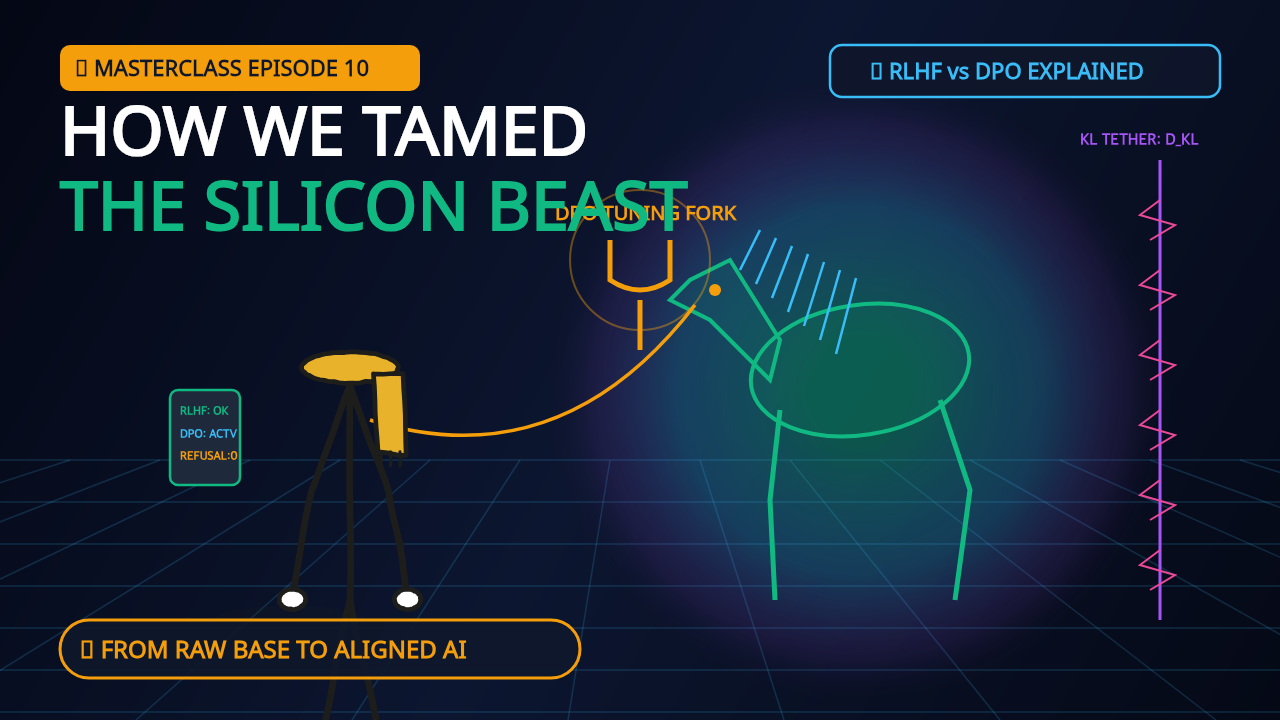 MASTERCLASS EPISODE 10
RLHF vs DPO EXPLAINED
HOW WE TAMED
THE SILICON BEAST
KL TETHER: D_KL
DPO TUNING FORK
RLHF: OK
DPO: ACTV
REFUSAL:0
FROM RAW BASE TO ALIGNED AI